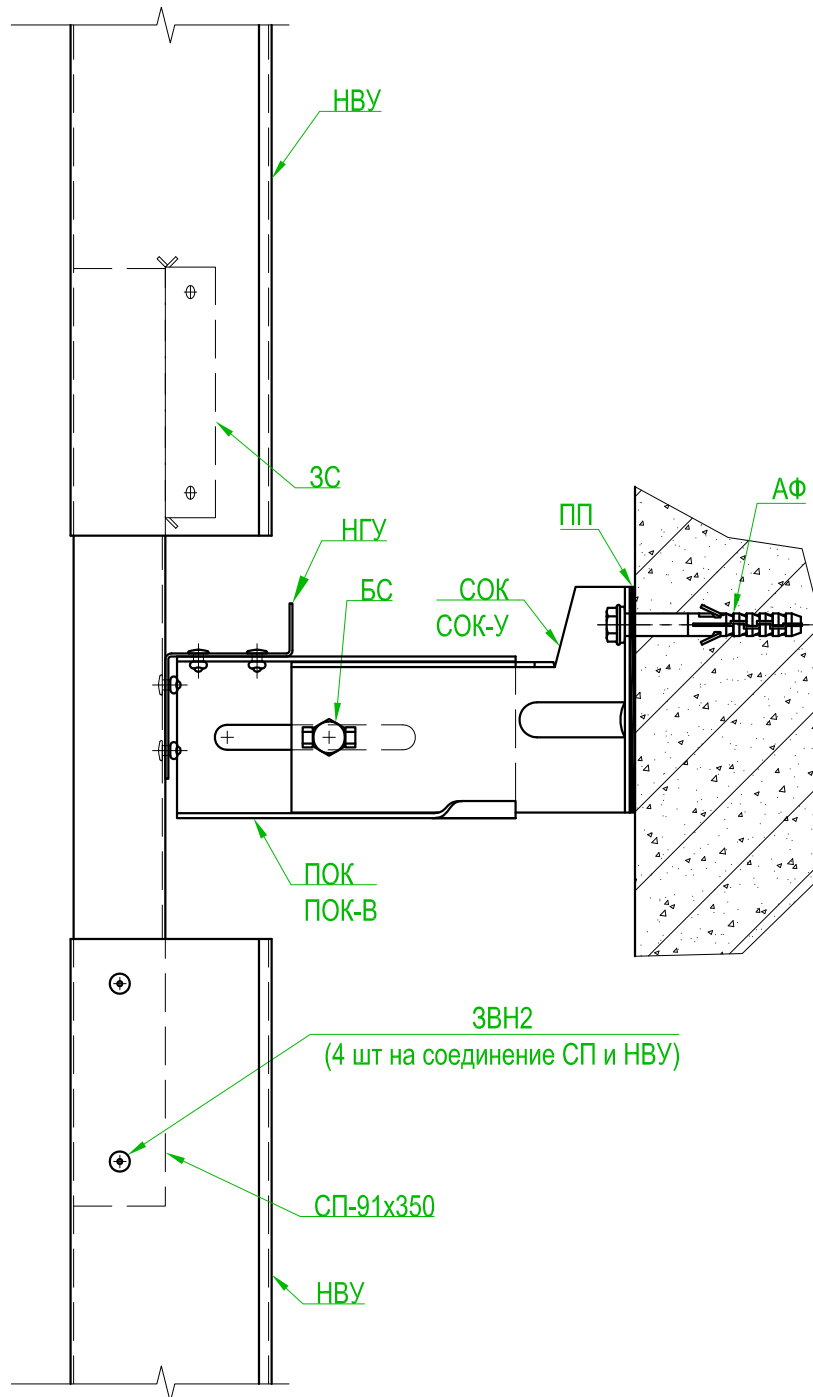 НВУ
ЗС
АФ
ПП
НГУ
БС
СОК
СОК-У
ПОК
ПОК-В
ЗВН2
(4 шт на соединение СП и НВУ)
СП-91х350
НВУ